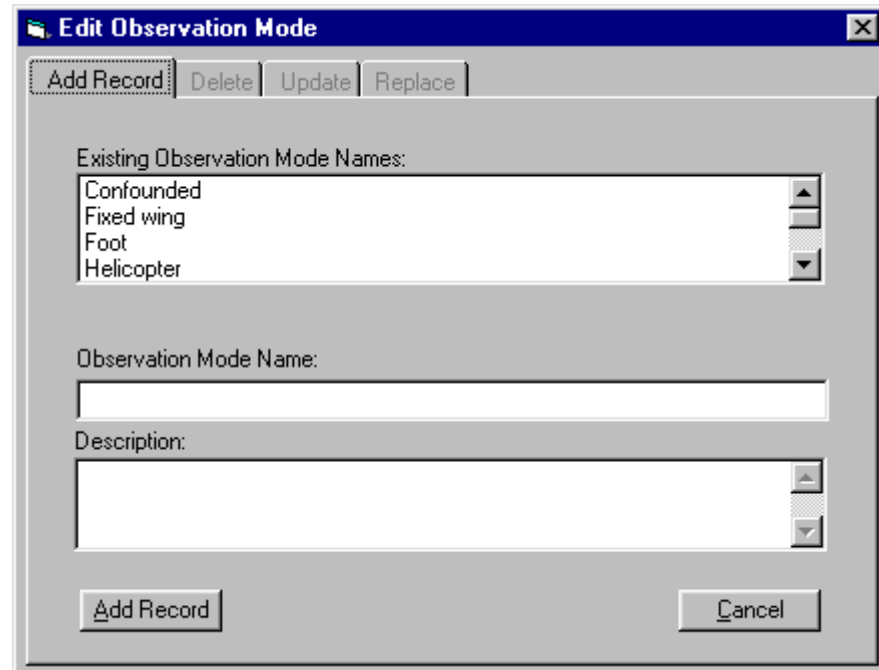 Edit Observation Mode
Add Record Delete Update Replace
Existing Observation Mode Names:
Confounded
Fixed wing
Foot
Helicopter
Observation Mode Name:
Description:
Add Record Cancel